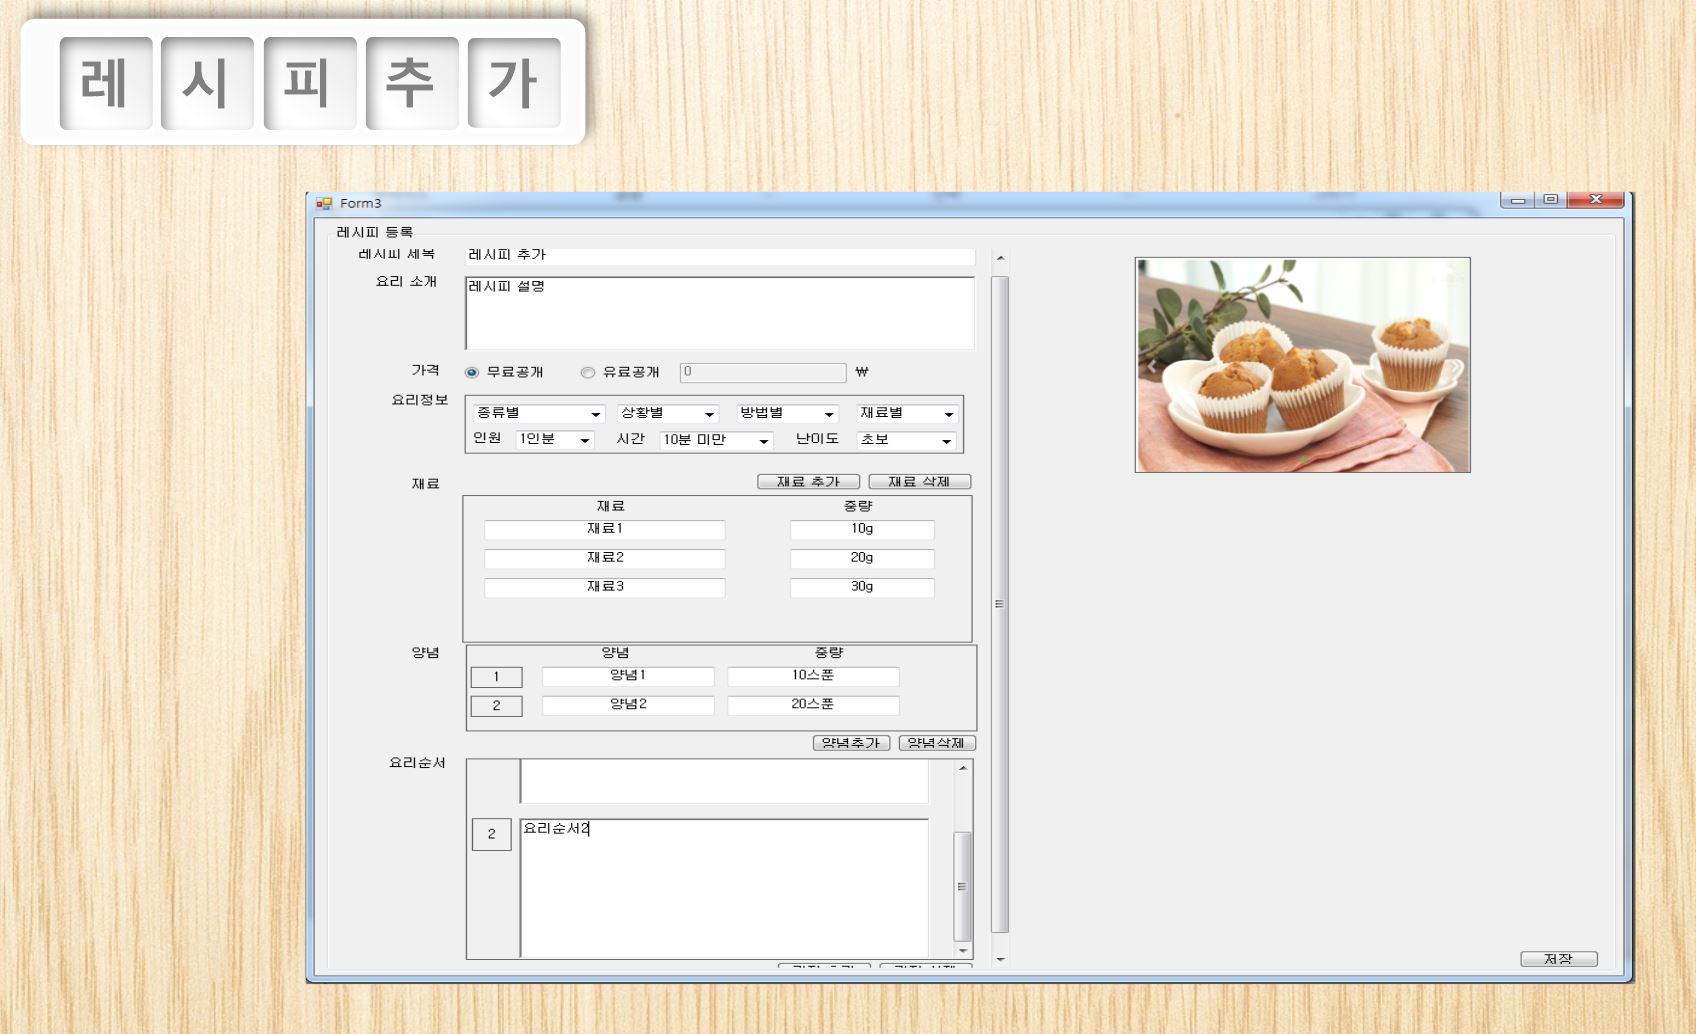 레시피추가
Form3
레시피 등록
레시피 제목 레시피 추가
요리 소개 레시피 설명
가격 무료공개 유료공개 0 ₩
요리정보 종류별 상황별 방법별 재료별
인원 1인분 시간 10분 미만 난이도 초보
재료 재료 추가 재료 삭제
재료 중량
재료1 10g
재료2 20g
재료3 30g
양념 양념 중량
1 양념1 10스푼
2 양념2 20스푼
양념추가 양념삭제
요리순서
2 요리순서2
저장